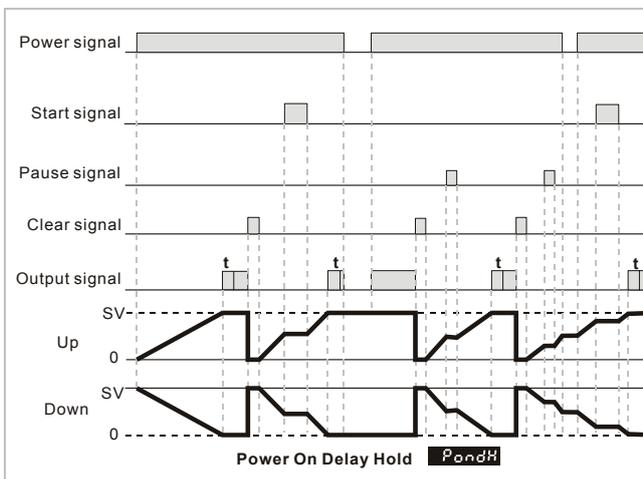 Power signal
Start signal
Pause signal
Clear signal
t t t t
Output signal
SV
Up
0
SV
Down
0
Power On Delay Hold PondH